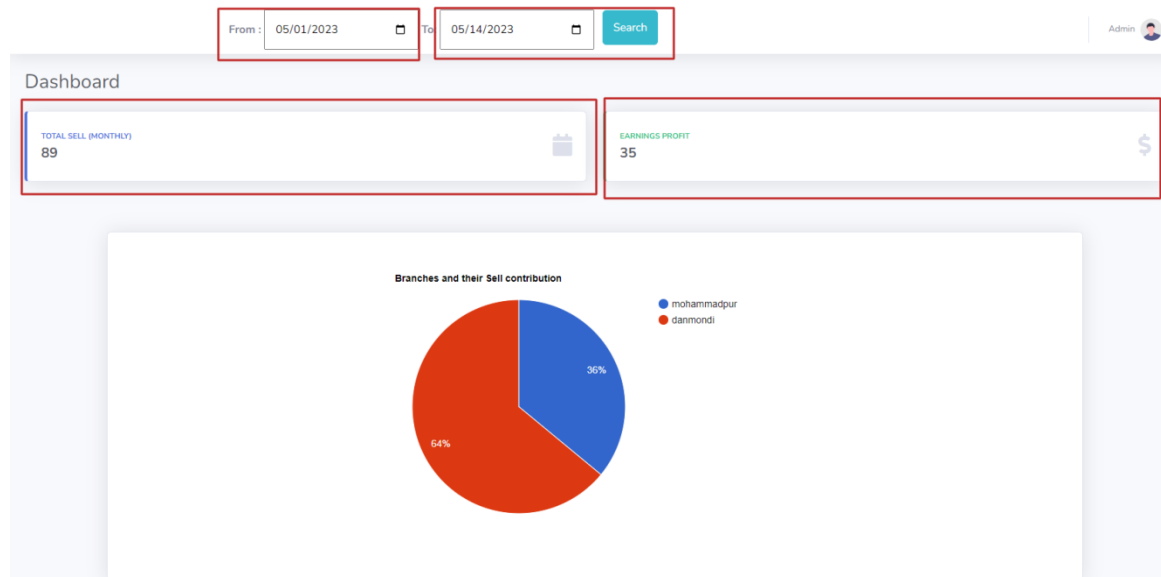 From : 05/01/2023 To 05/14/2023 Search Admin
Dashboard
TOTAL SELL (MONTHLY)
89
EARNINGS PROFIT
35
$
Branches and their Sell contribution
mohammadpur
danmondi
36%
64%